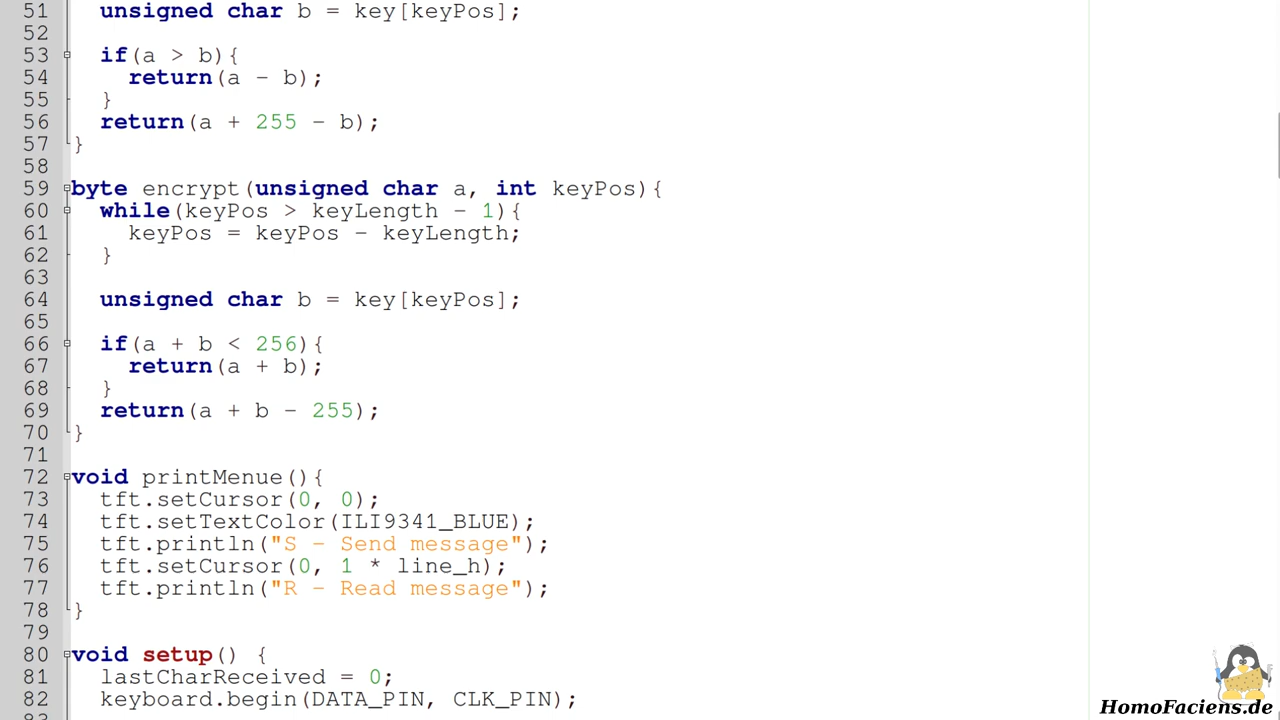 51 unsigned char b = key[keyPos];
52
53 if(a > b){
54 return(a - b);
55 }
56 return(a + 255 - b);
57 }
58
59 byte encrypt(unsigned char a, int keyPos){
60 while(keyPos > keyLength - 1){
61 keyPos = keyPos - keyLength;
62 }
63
64 unsigned char b = key[keyPos];
65
66 if(a + b < 256){
67 return(a + b);
68 }
69 return(a + b - 255);
70 }
71
72 void printMenue(){
73 tft.setCursor(0, 0);
74 tft.setTextColor(ILI9341_BLUE);
75 tft.println("S - Send message");
76 tft.setCursor(0, 1 * line_h);
77 tft.println("R - Read message");
78 }
79
80 void setup() {
81 lastCharReceived = 0;
82 keyboard.begin(DATA_PIN, CLK_PIN);
HomoFaciens.de